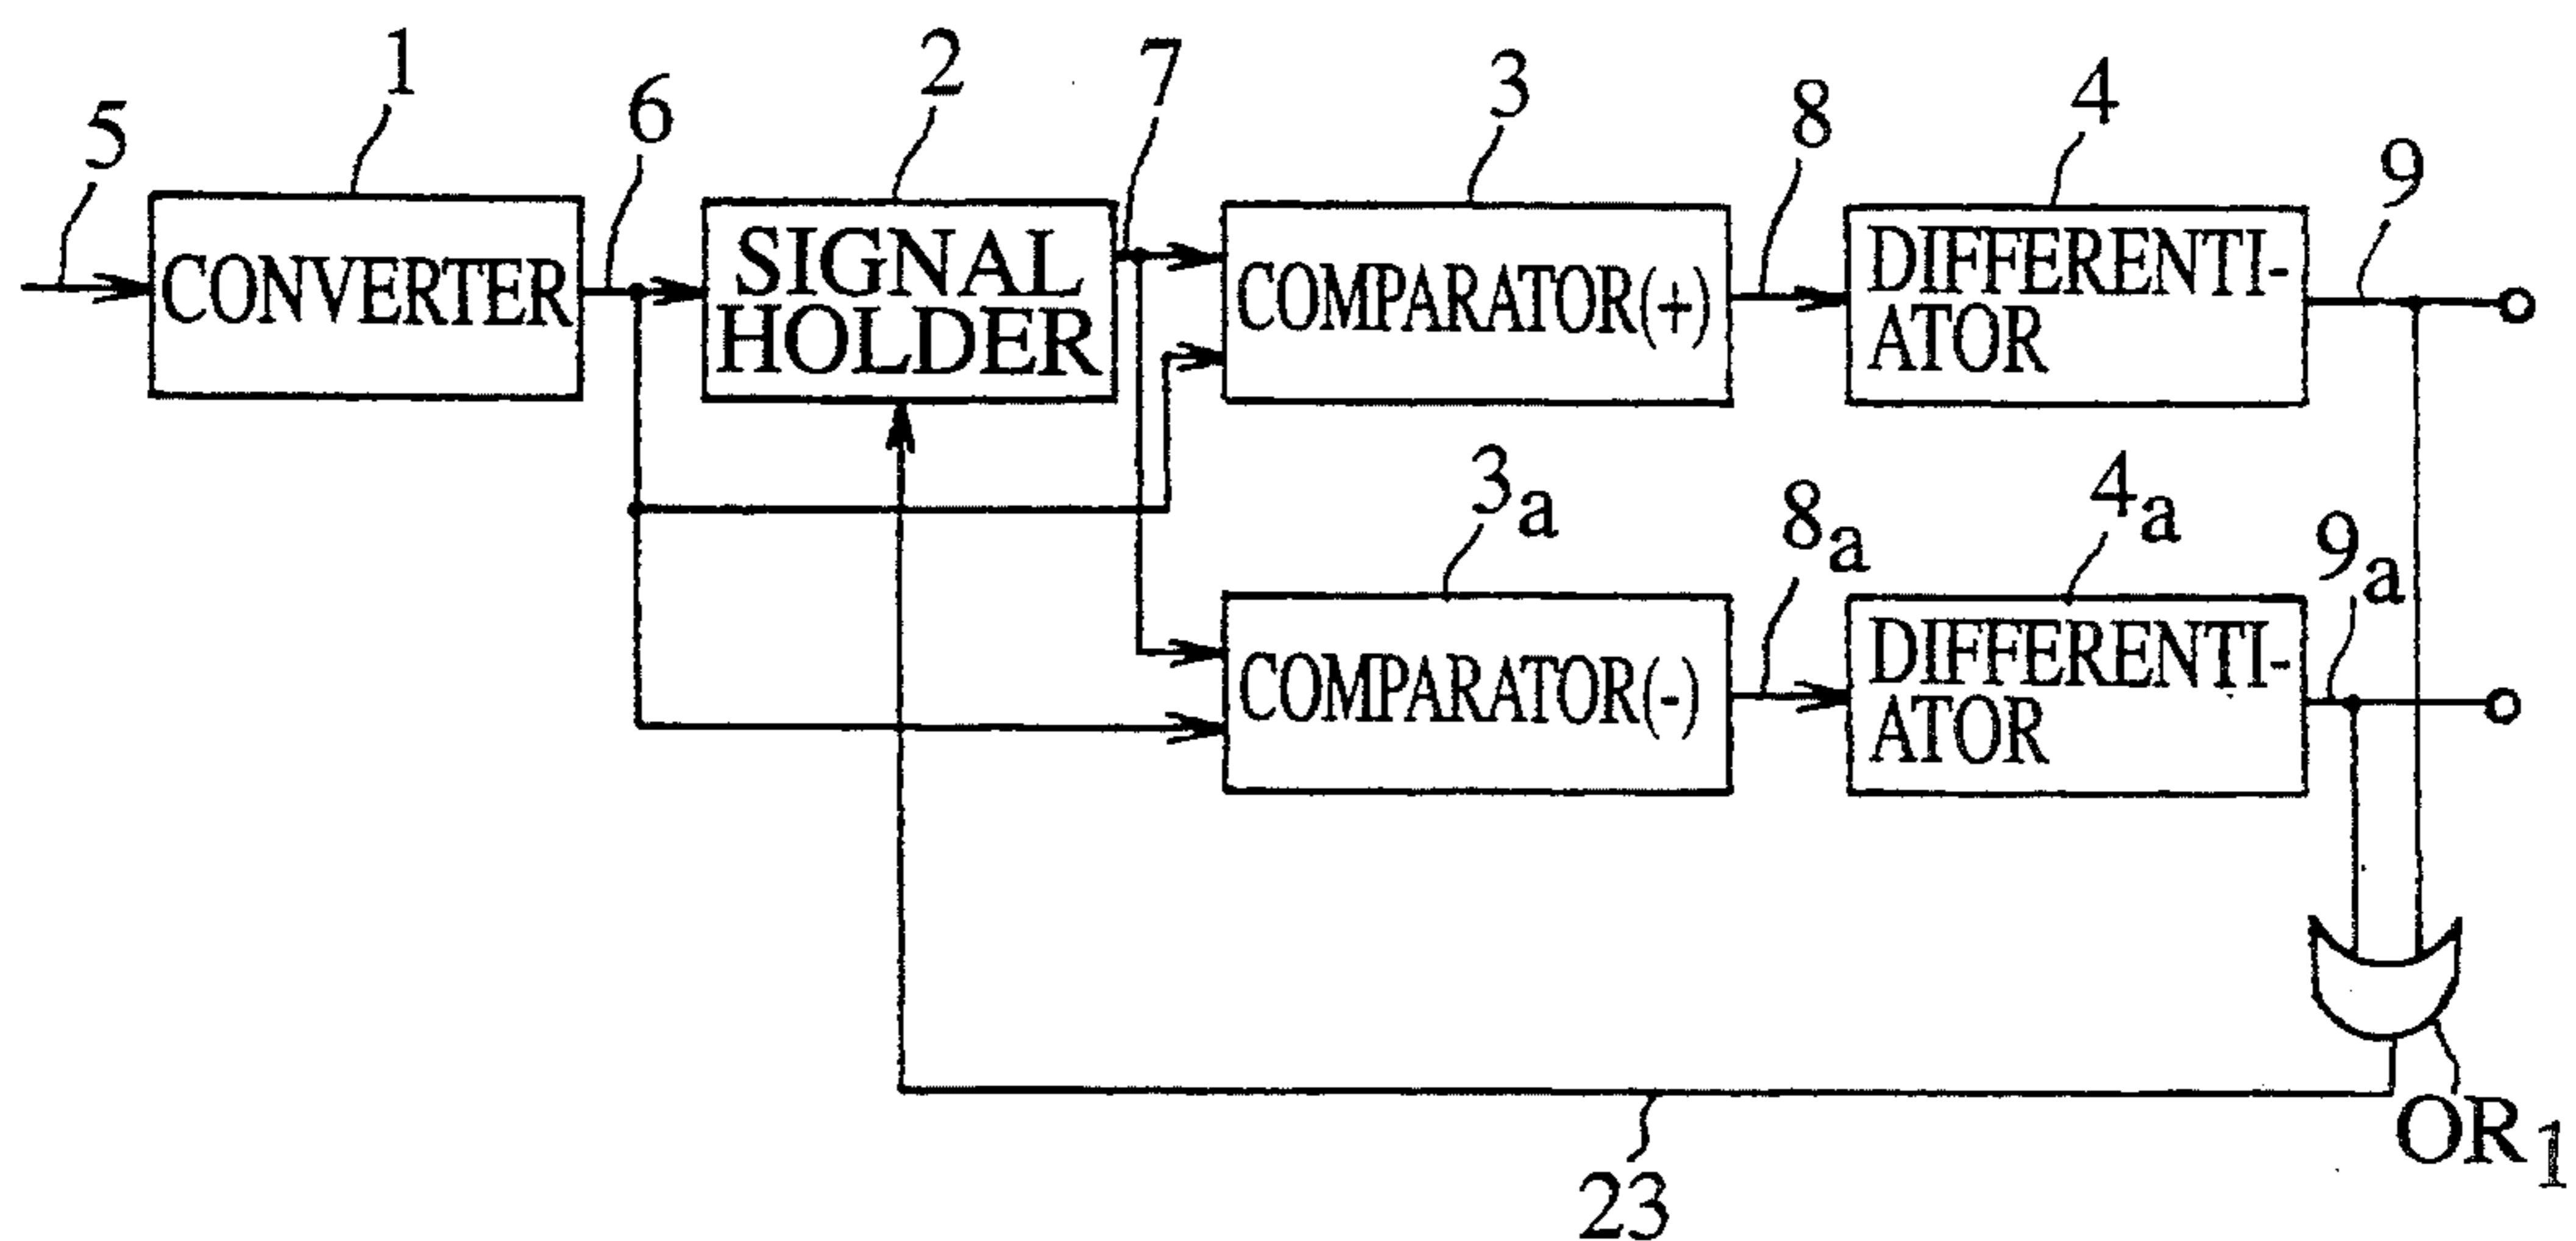 1
2
7
3
4
5
6
8
9
CONVERTER
SIGNAL
HOLDER
COMPARATOR(+)
DIFFERENTI-
ATOR
3a
8a
4a
9a
COMPARATOR(-)
DIFFERENTI-
ATOR
OR1
23